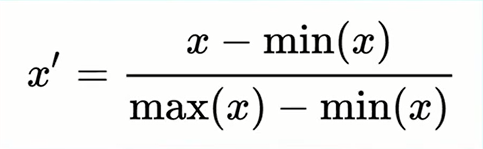 x′ = (x − min(x)) / (max(x) − min(x))